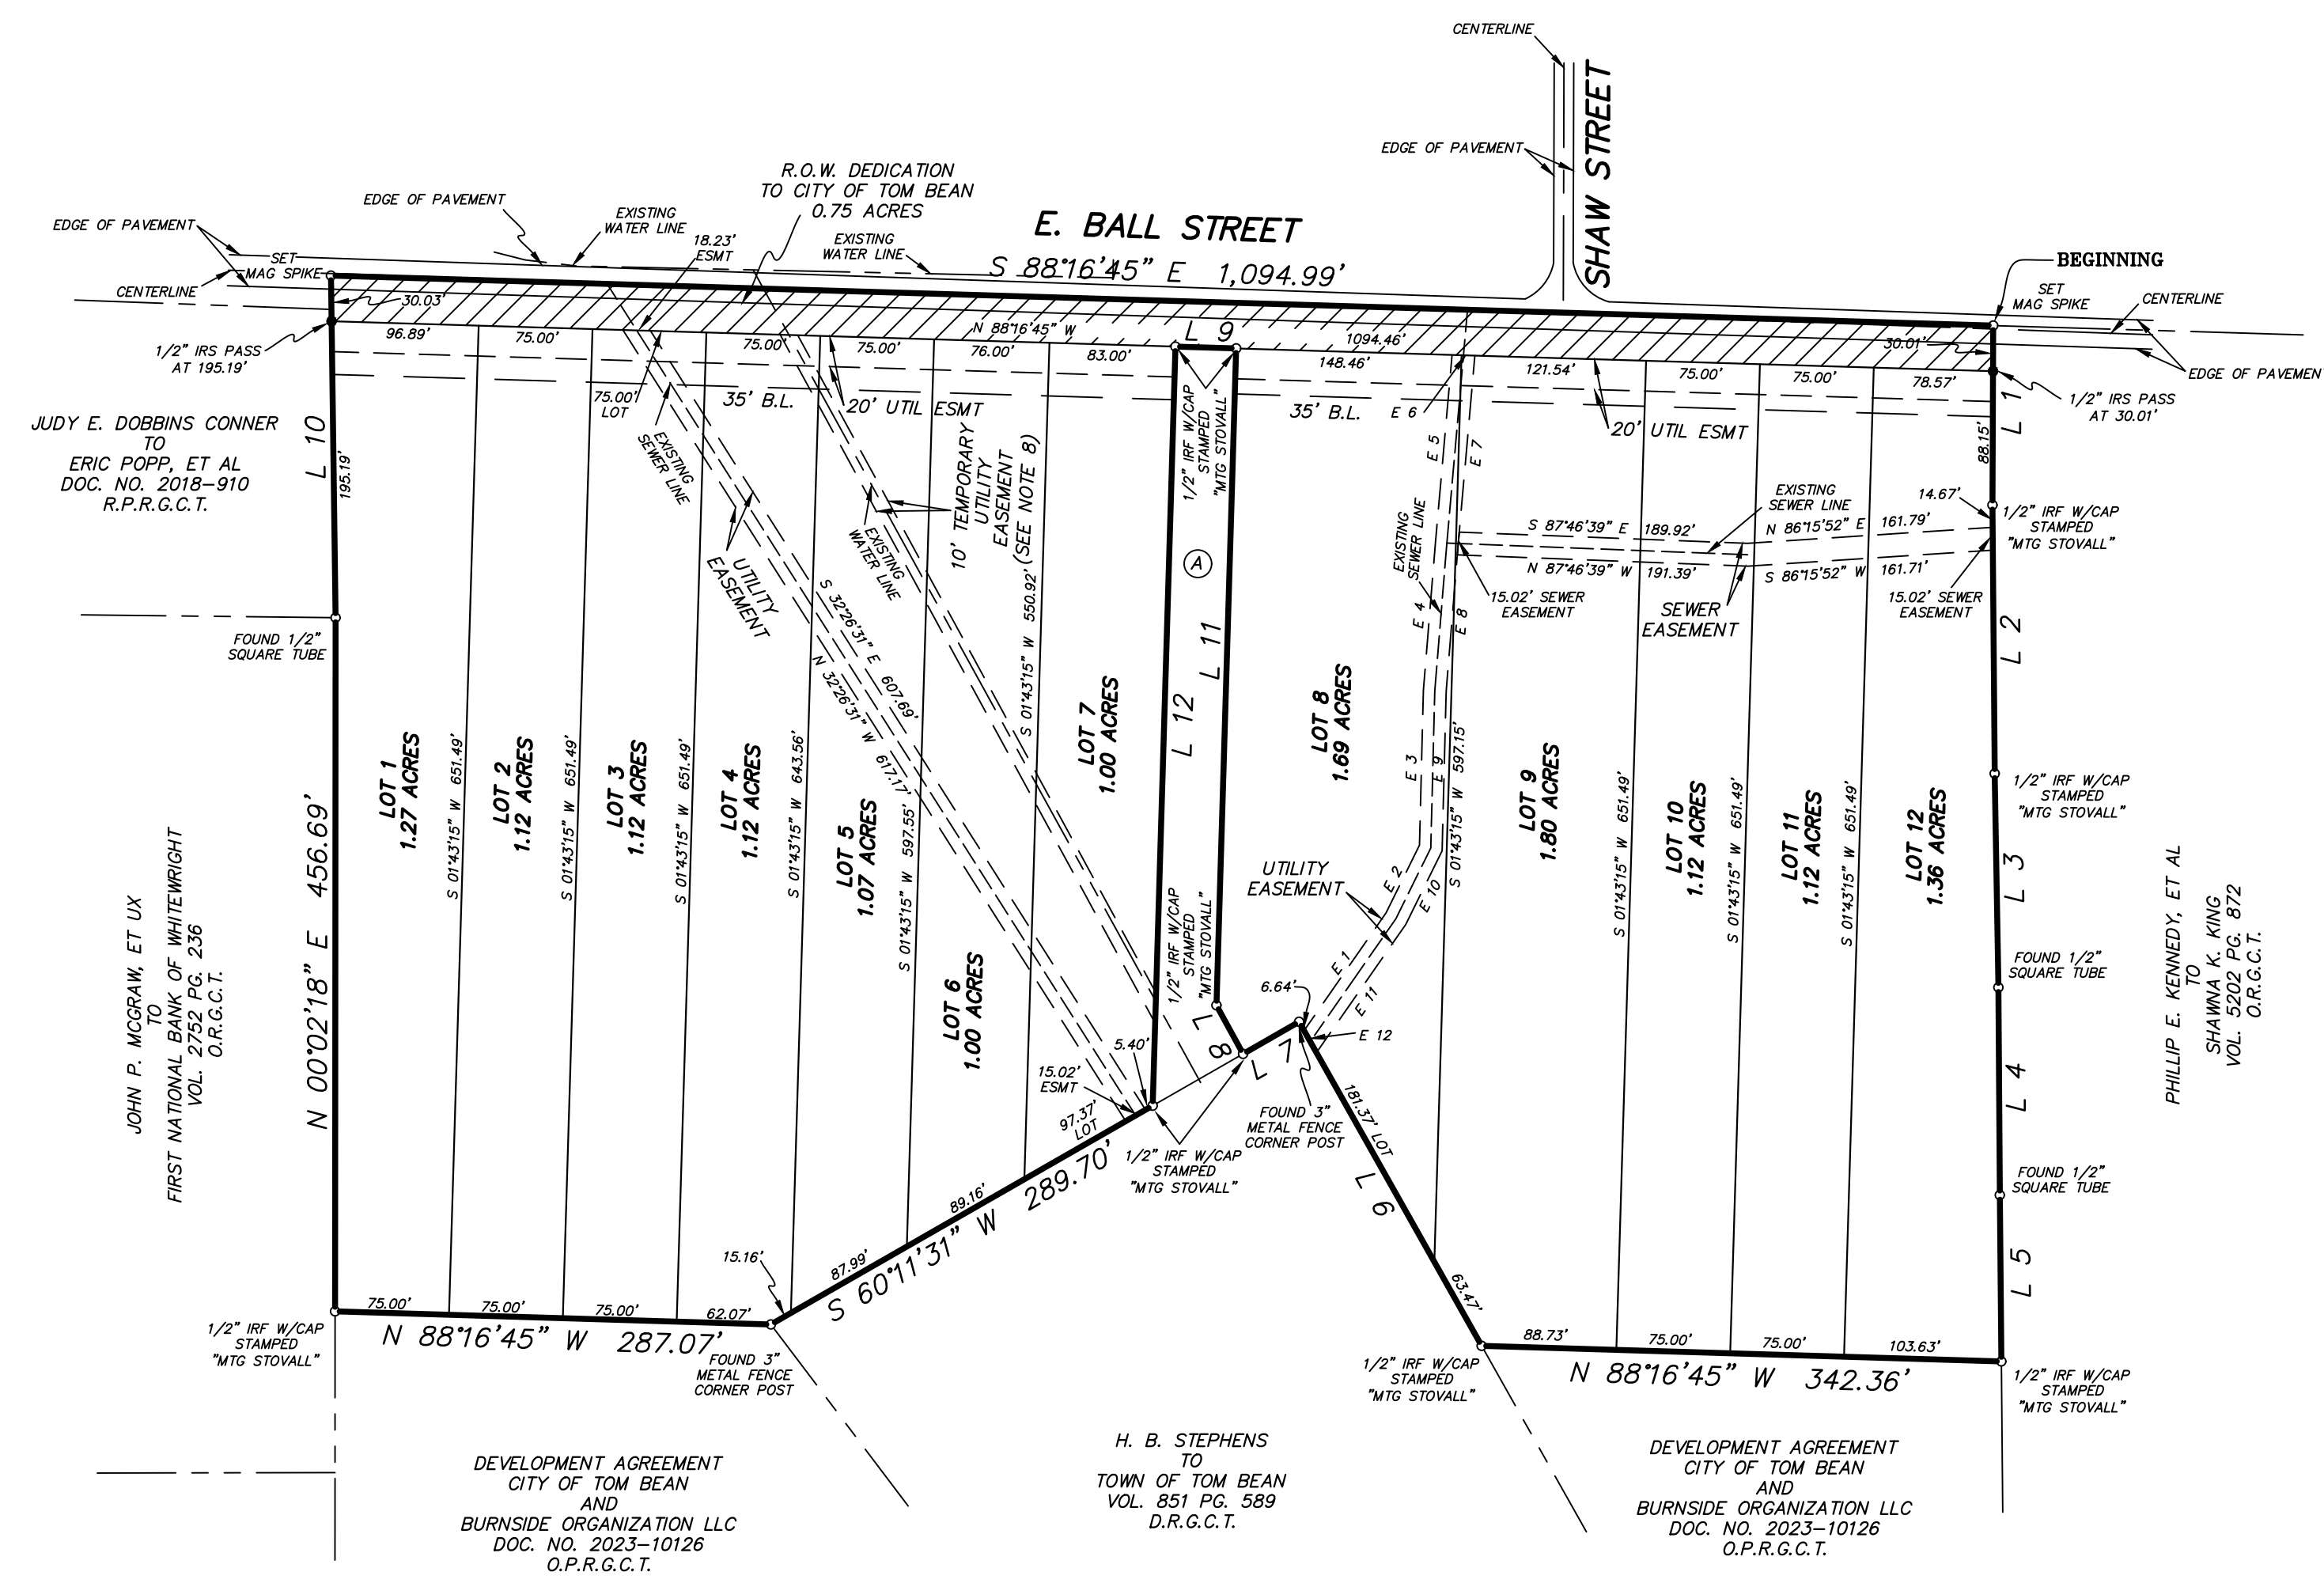 CENTERLINE
SHAW STREET
EDGE OF PAVEMENT
R.O.W. DEDICATION
TO CITY OF TOM BEAN
0.75 ACRES
EDGE OF PAVEMENT
EXISTING
WATER LINE
EDGE OF PAVEMENT
18.23'
ESMT
EXISTING
WATER LINE
E. BALL STREET
S 88°16'45" E 1,094.99'
SET
MAG SPIKE
CENTERLINE
30.03'
BEGINNING
SET
MAG SPIKE
CENTERLINE
EDGE OF PAVEMENT
1/2" IRS PASS
AT 195.19'
96.89'
75.00'
75.00'
75.00'
76.00'
83.00'
N 88°16'45" W
L 9
1094.46'
148.46'
121.54'
75.00'
75.00'
78.57'
30.01'
1/2" IRS PASS
AT 30.01'
75.00'
LOT
35' B.L.
20' UTIL ESMT
35' B.L.
E 6
20' UTIL ESMT
JUDY E. DOBBINS CONNER
TO
ERIC POPP, ET AL
DOC. NO. 2018-910
R.P.R.G.C.T.
L 10
195.19'
EXISTING
SEWER LINE
UTILITY
EASEMENT
EXISTING
WATER LINE
10' TEMPORARY
UTILITY
EASEMENT
(SEE NOTE 8)
1/2" IRF W/CAP
STAMPED
"MTG STOVALL"
A
E 5
E 7
EXISTING
SEWER LINE
E 4
E 8
E 3
E 9
L 1
88.15'
14.67'
1/2" IRF W/CAP
STAMPED
"MTG STOVALL"
EXISTING
SEWER LINE
S 87°46'39" E 189.92'
N 86°15'52" E 161.79'
N 87°46'39" W 191.39'
S 86°15'52" W 161.71'
15.02' SEWER
EASEMENT
SEWER
EASEMENT
15.02' SEWER
EASEMENT
FOUND 1/2"
SQUARE TUBE
S 32°26'31" E 607.69'
N 32°26'31" W 617.17'
L 12
L 11
L 2
LOT 1
1.27 ACRES
S 01°43'15" W 651.49'
LOT 2
1.12 ACRES
S 01°43'15" W 651.49'
LOT 3
1.12 ACRES
S 01°43'15" W 651.49'
LOT 4
1.12 ACRES
S 01°43'15" W 643.56'
LOT 5
1.07 ACRES
S 01°43'15" W 597.55'
LOT 6
1.00 ACRES
S 01°43'15" W 550.92'
LOT 7
1.00 ACRES
LOT 8
1.69 ACRES
S 01°43'15" W 597.15'
LOT 9
1.80 ACRES
S 01°43'15" W 651.49'
LOT 10
1.12 ACRES
S 01°43'15" W 651.49'
LOT 11
1.12 ACRES
S 01°43'15" W 651.49'
LOT 12
1.36 ACRES
1/2" IRF W/CAP
STAMPED
"MTG STOVALL"
L 3
N 00°02'18" E 456.69'
JOHN P. MCGRAW, ET UX
TO
FIRST NATIONAL BANK OF WHITEWRIGHT
VOL. 2752 PG. 236
O.R.G.C.T.
UTILITY
EASEMENT
E 2
E 10
E 1
E 11
E 12
1/2" IRF W/CAP
STAMPED
"MTG STOVALL"
L 8
L 7
6.64'
5.40'
15.02'
ESMT
97.37'
LOT
FOUND 3"
METAL FENCE
CORNER POST
181.37' LOT
L 6
63.47'
1/2" IRF W/CAP
STAMPED
"MTG STOVALL"
FOUND 1/2"
SQUARE TUBE
L 4
FOUND 1/2"
SQUARE TUBE
L 5
PHILLIP E. KENNEDY, ET AL
TO
SHAWNA K. KING
VOL. 5202 PG. 872
O.R.G.C.T.
89.16'
S 60°11'31" W 289.70'
87.99'
15.16'
75.00'
75.00'
75.00'
62.07'
N 88°16'45" W 287.07'
1/2" IRF W/CAP
STAMPED
"MTG STOVALL"
FOUND 3"
METAL FENCE
CORNER POST
1/2" IRF W/CAP
STAMPED
"MTG STOVALL"
88.73'
75.00'
75.00'
103.63'
N 88°16'45" W 342.36'
1/2" IRF W/CAP
STAMPED
"MTG STOVALL"
DEVELOPMENT AGREEMENT
CITY OF TOM BEAN
AND
BURNSIDE ORGANIZATION LLC
DOC. NO. 2023-10126
O.P.R.G.C.T.
H. B. STEPHENS
TO
TOWN OF TOM BEAN
VOL. 851 PG. 589
D.R.G.C.T.
DEVELOPMENT AGREEMENT
CITY OF TOM BEAN
AND
BURNSIDE ORGANIZATION LLC
DOC. NO. 2023-10126
O.P.R.G.C.T.